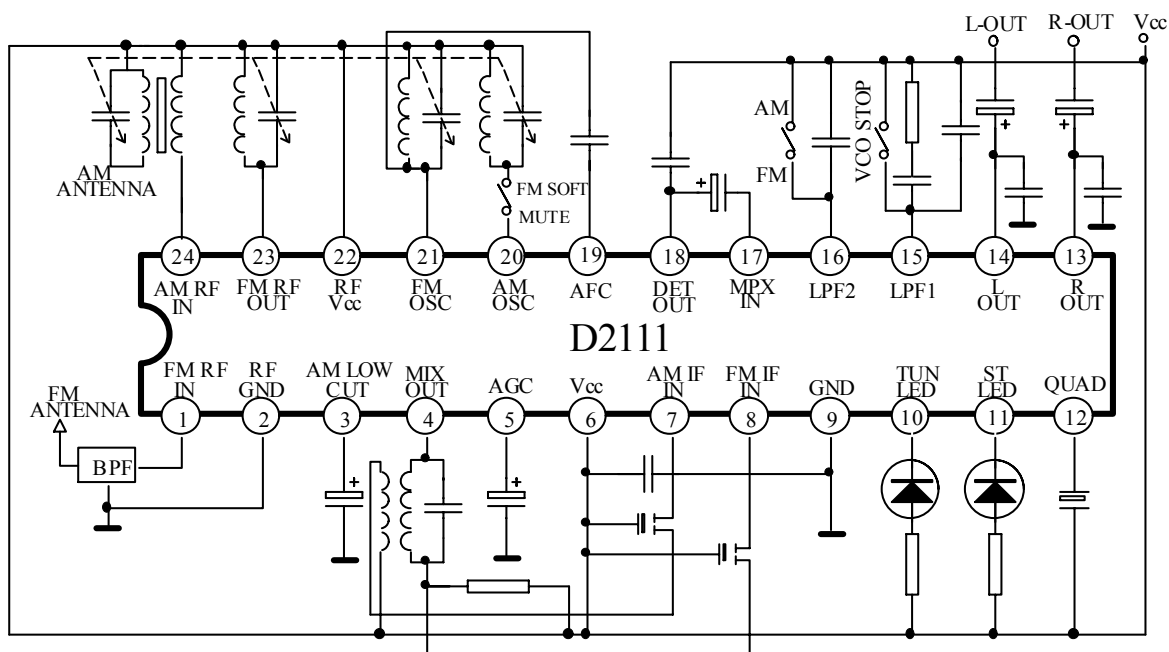 L-OUT
R-OUT
Vcc
AM
ANTENNA
FM SOFT
MUTE
AM
FM
VCO STOP
+
+
+
24
23
22
21
20
19
18
17
16
15
14
13
AM RF
IN
FM RF
OUT
RF
Vcc
FM
OSC
AM
OSC
AFC
DET
OUT
MPX
IN
LPF2
LPF1
L
OUT
R
OUT
D2111
FM RF
IN
RF
GND
AM LOW
CUT
MIX
OUT
AGC
Vcc
AM IF
IN
FM IF
IN
GND
TUN
LED
ST
LED
QUAD
1
2
3
4
5
6
7
8
9
10
11
12
FM
ANTENNA
BPF
+
+